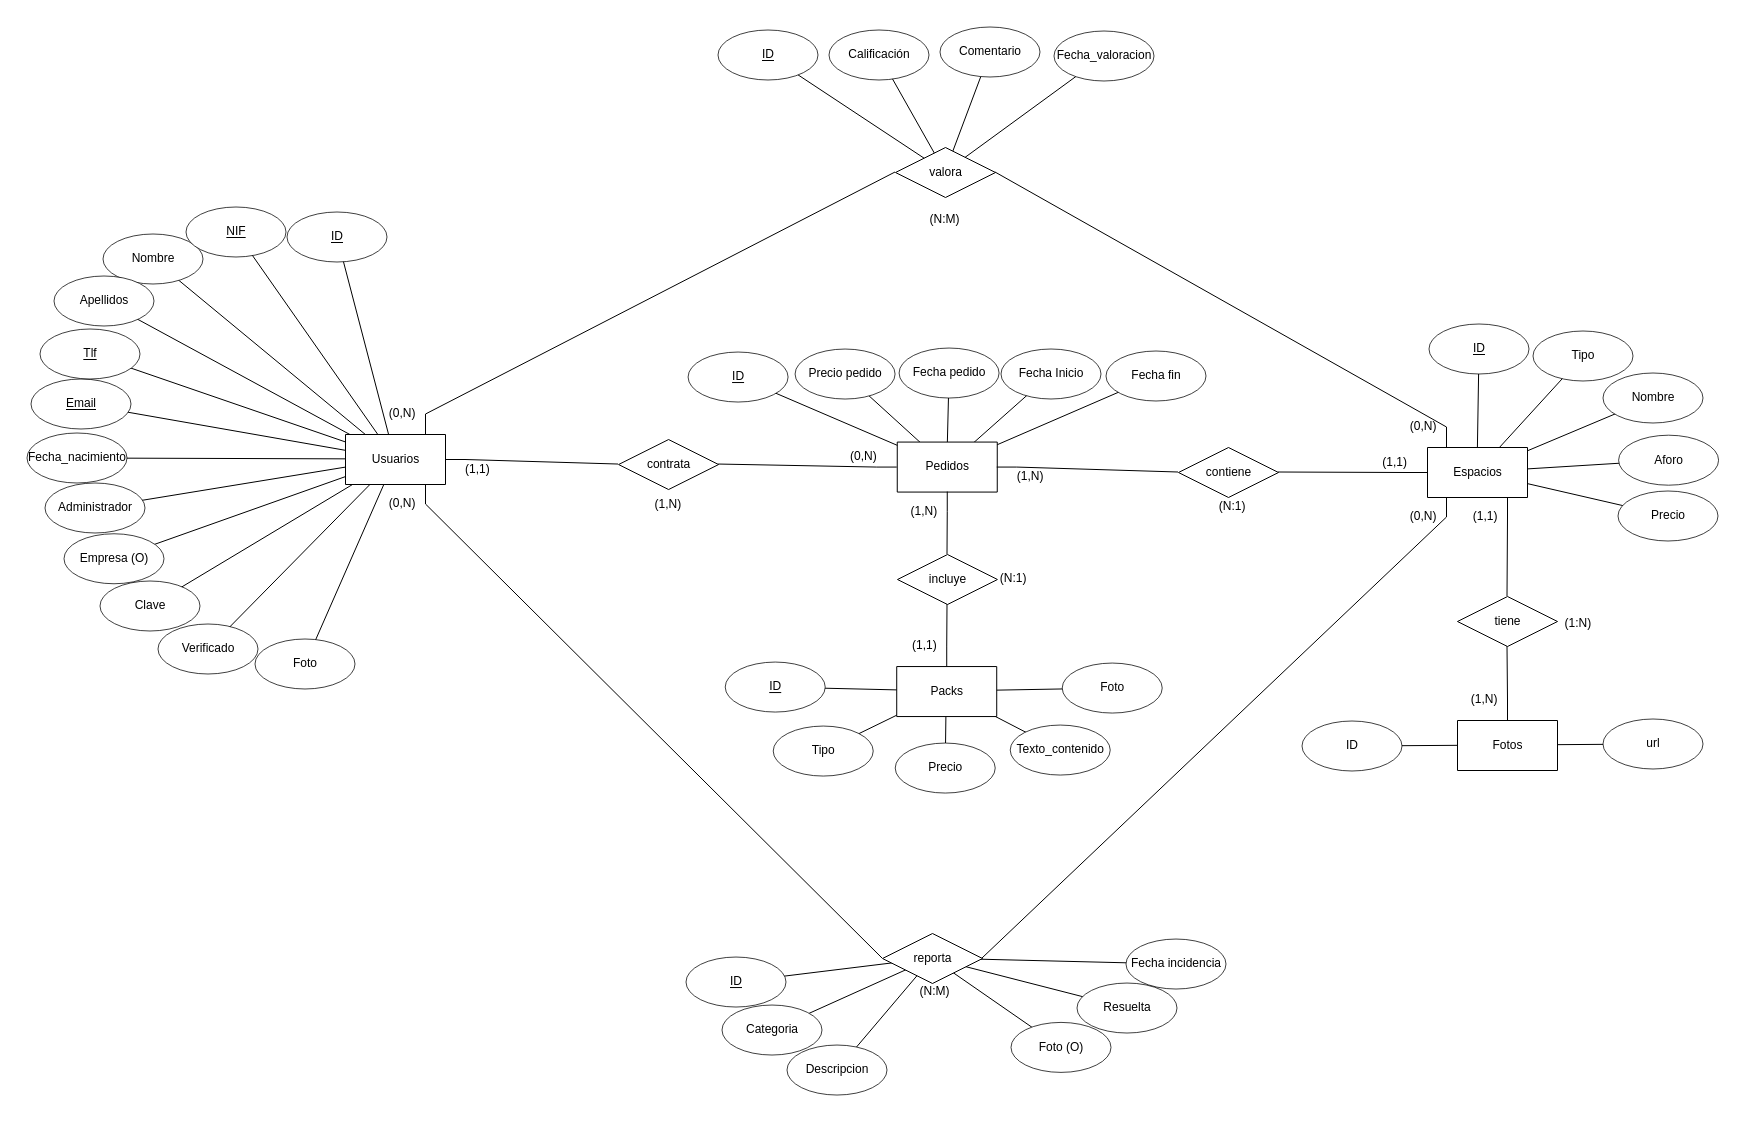 ID
Calificación
Comentario
Fecha_valoracion
valora
(N:M)
NIF
ID
Nombre
Apellidos
Tlf
Email
Fecha_nacimiento
Administrador
Empresa (O)
Clave
Verificado
Foto
Usuarios
(0,N)
(1,1)
(0,N)
contrata
(1,N)
ID
Precio pedido
Fecha pedido
Fecha Inicio
Fecha fin
(0,N)
Pedidos
(1,N)
(1,N)
contiene
(N:1)
ID
Tipo
Nombre
Aforo
Precio
(0,N)
(1,1)
Espacios
(0,N)
(1,1)
incluye
(N:1)
(1,1)
ID
Packs
Foto
Tipo
Precio
Texto_contenido
tiene
(1:N)
(1,N)
ID
Fotos
url
reporta
(N:M)
ID
Categoria
Descripcion
Fecha incidencia
Resuelta
Foto (O)